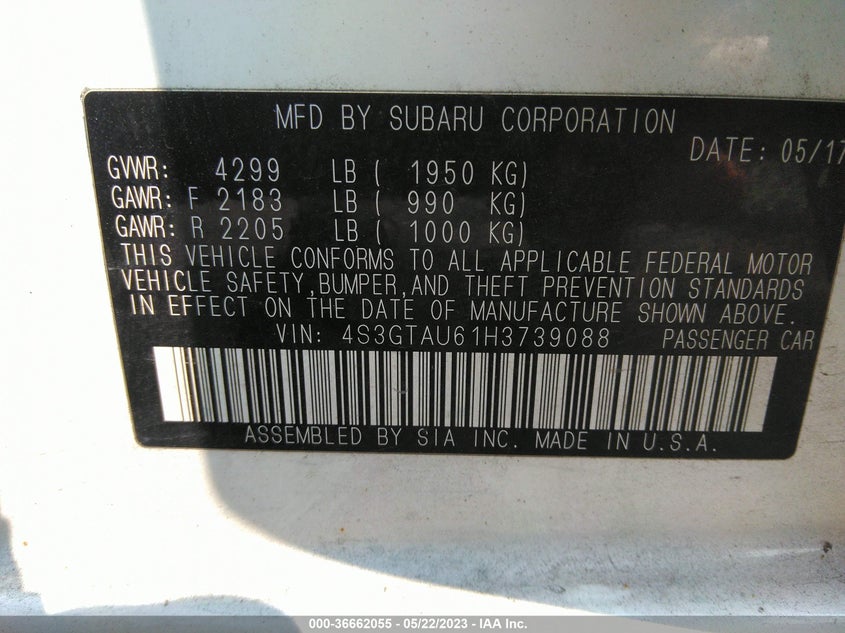 MFD BY SUBARU CORPORATION
DATE: 05/17
GVWR: 4299 LB ( 1950 KG)
GAWR: F 2183 LB ( 990 KG)
GAWR: R 2205 LB ( 1000 KG)
THIS VEHICLE CONFORMS TO ALL APPLICABLE FEDERAL MOTOR
VEHICLE SAFETY,BUMPER,AND THEFT PREVENTION STANDARDS
IN EFFECT ON THE DATE OF MANUFACTURE SHOWN ABOVE.
VIN: 4S3GTAU61H3739088 PASSENGER CAR
ASSEMBLED BY SIA INC. MADE IN U.S.A.
000-36662055 - 05/22/2023 - IAA Inc.